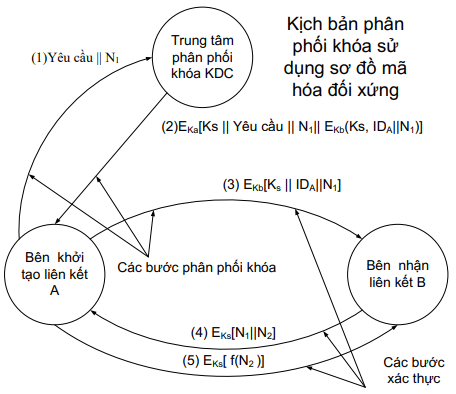 Kịch bản phân
phối khóa sử
dụng sơ đồ mã
hóa đối xứng
Trung tâm
phân phối
khóa KDC
(1)Yêu cầu || N1
(2)EKa[Ks || Yêu cầu || N1|| EKb(Ks, IDA||N1)]
(3) EKb[Ks || IDA||N1]
Bên khởi
tạo liên kết
A
Các bước phân phối khóa
Bên nhận
liên kết B
(4) EKs[N1||N2]
(5) EKs[ f(N2 )]
Các bước
xác thực